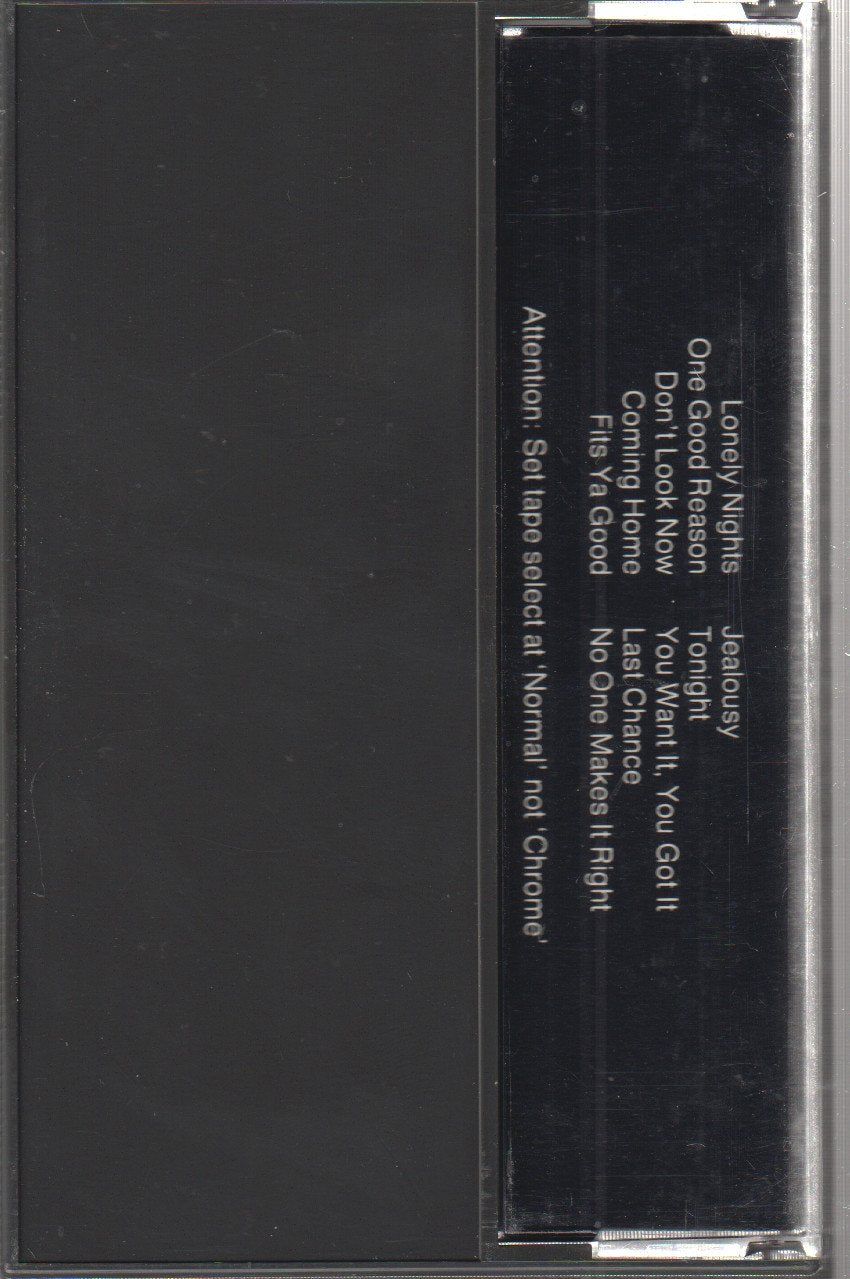 Lonely Nights
One Good Reason
Don't Look Now
Coming Home
Fits Ya Good
Jealousy
Tonight
You Want It, You Got It
Last Chance
No One Makes It Right
Attention: Set tape select at 'Normal' not 'Chrome'